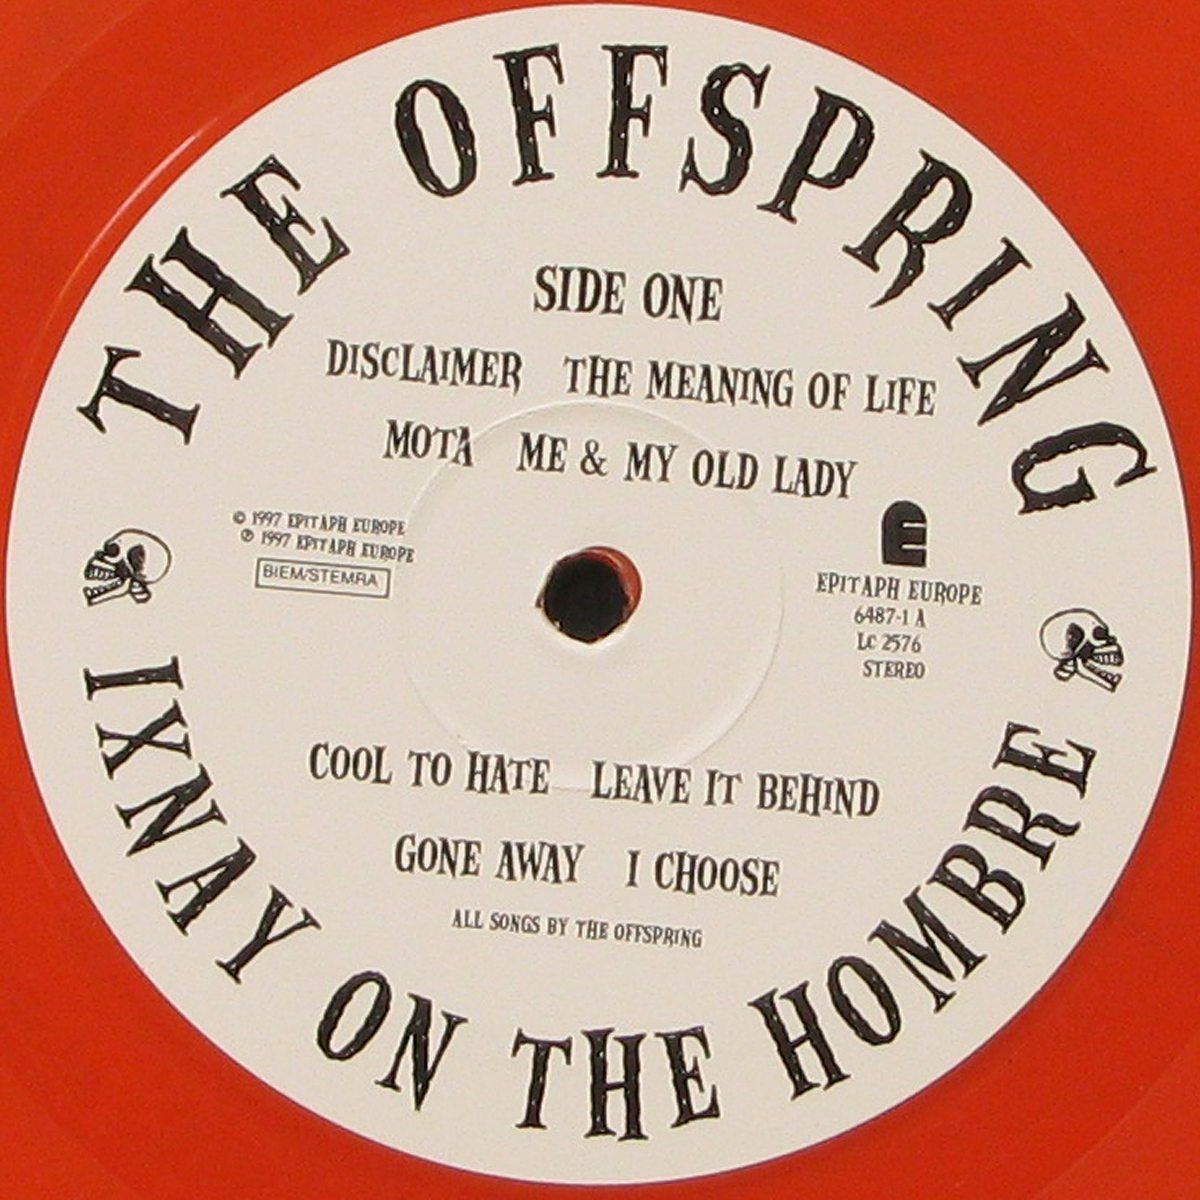 THE OFFSPRING
SIDE ONE
DISCLAIMER THE MEANING OF LIFE
MOTA ME & MY OLD LADY
© 1997 EPITAPH EUROPE
℗ 1997 EPITAPH EUROPE
BIEM/STEMRA
E
EPITAPH EUROPE
6487-1 A
LC 2576
STEREO
COOL TO HATE LEAVE IT BEHIND
GONE AWAY I CHOOSE
ALL SONGS BY THE OFFSPRING
IXNAY ON THE HOMBRE